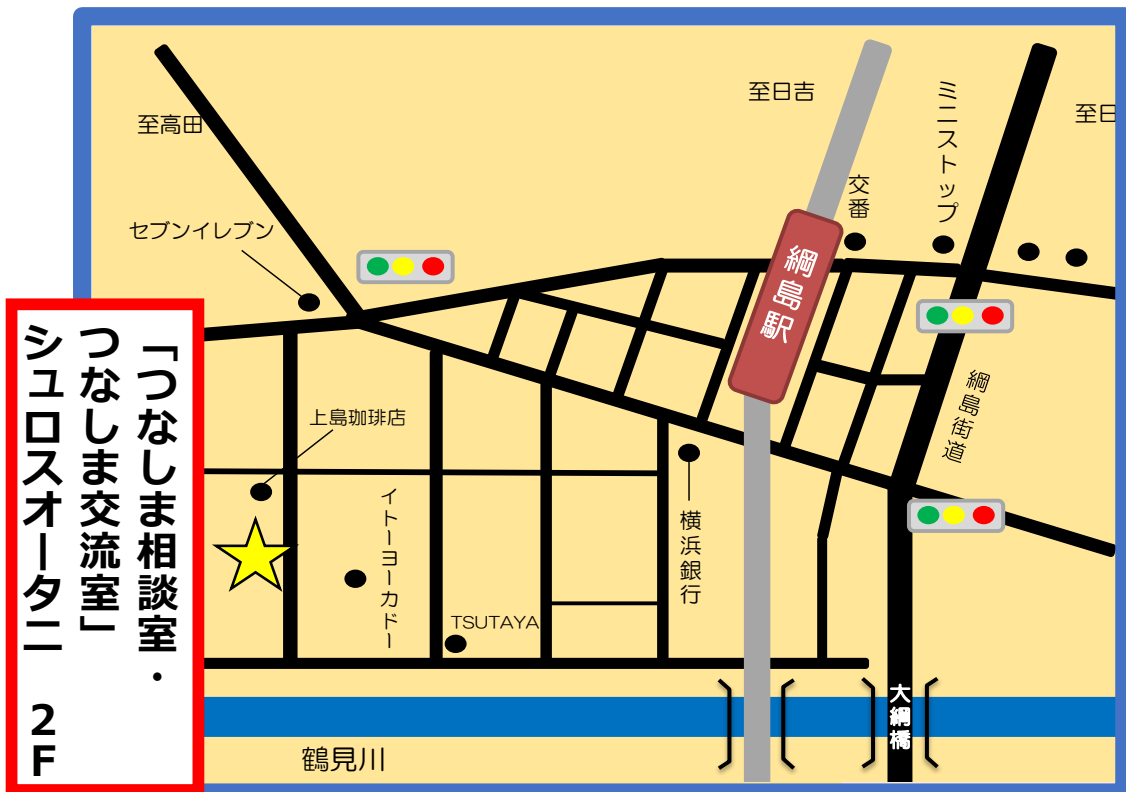 至高田
セブンイレブン
至日吉
交番
ミニストップ
至日
綱島駅
綱島街道
上島珈琲店
イトーヨーカドー
TSUTAYA
横浜銀行
大綱橋
鶴見川
「つなしま相談室・
つなしま交流室」
シュロスオータニ 2F